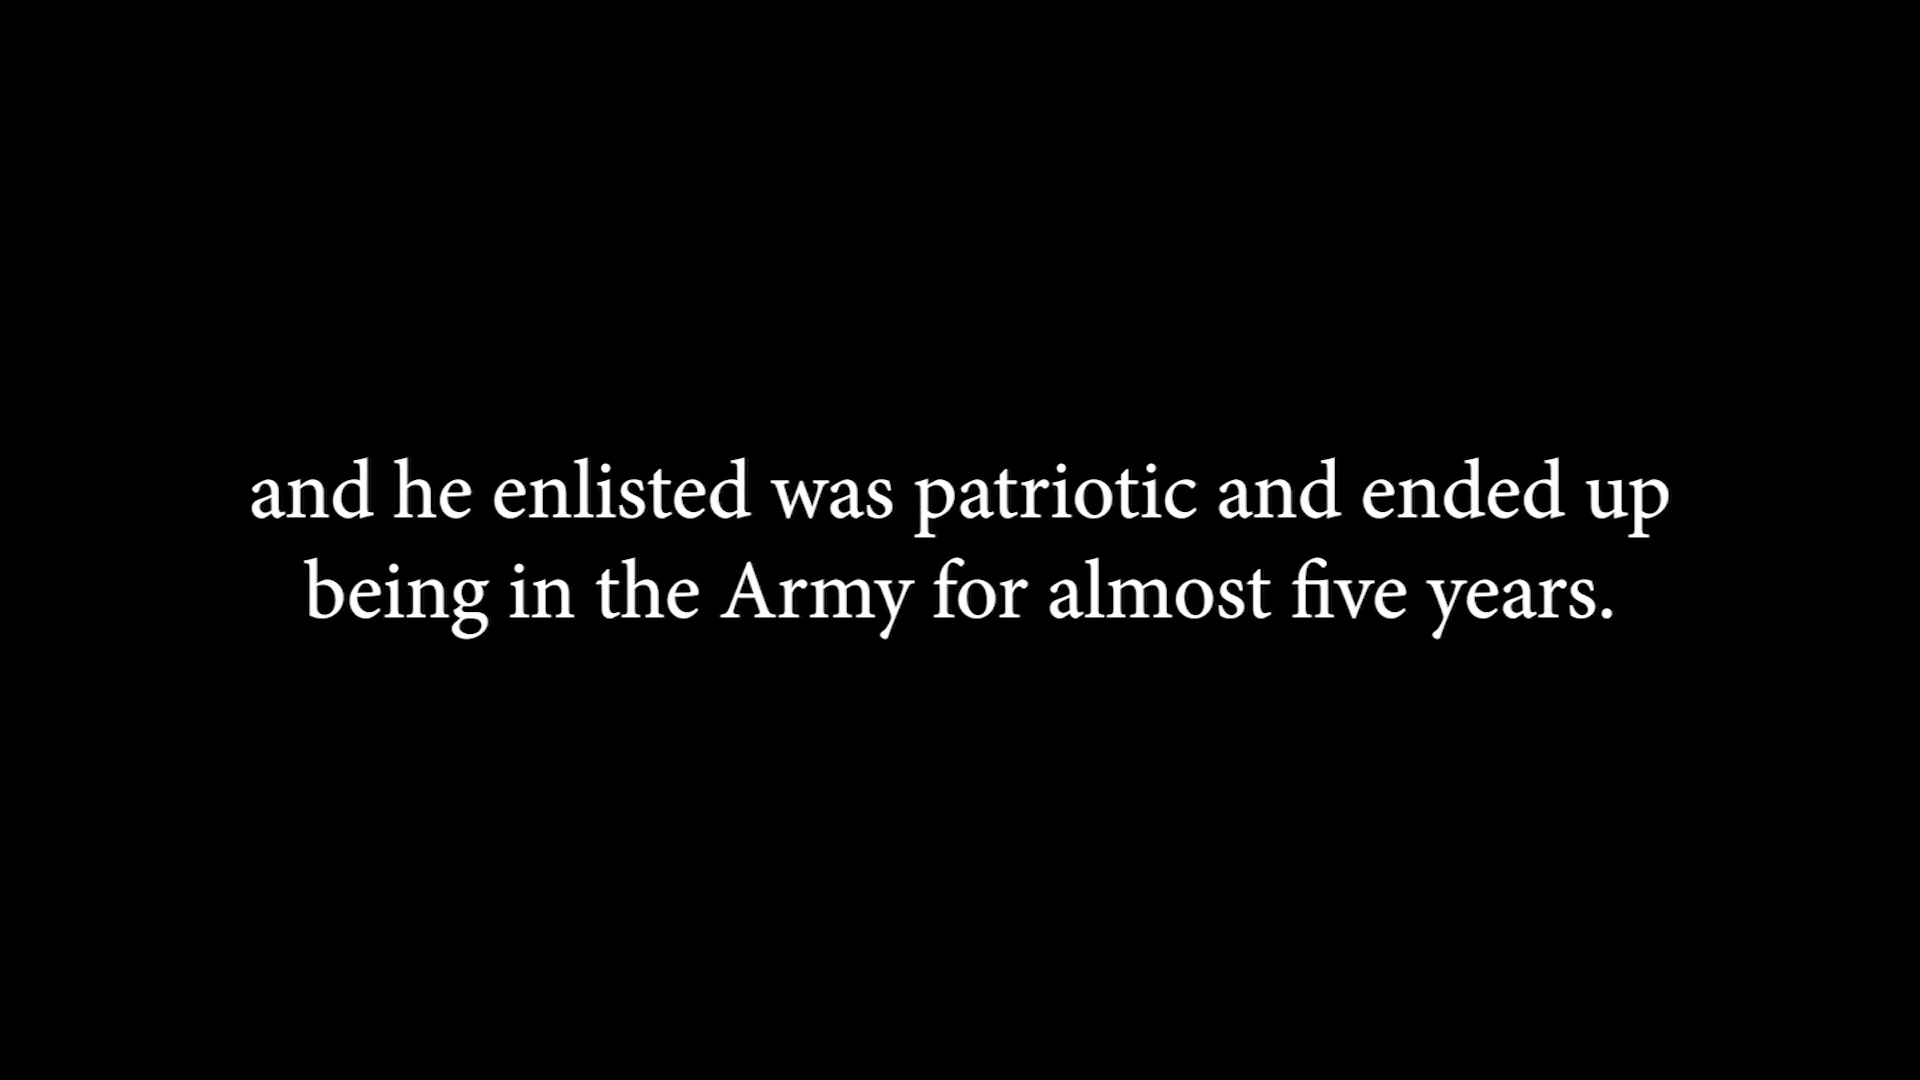 and he enlisted was patriotic and ended up
being in the Army for almost five years.